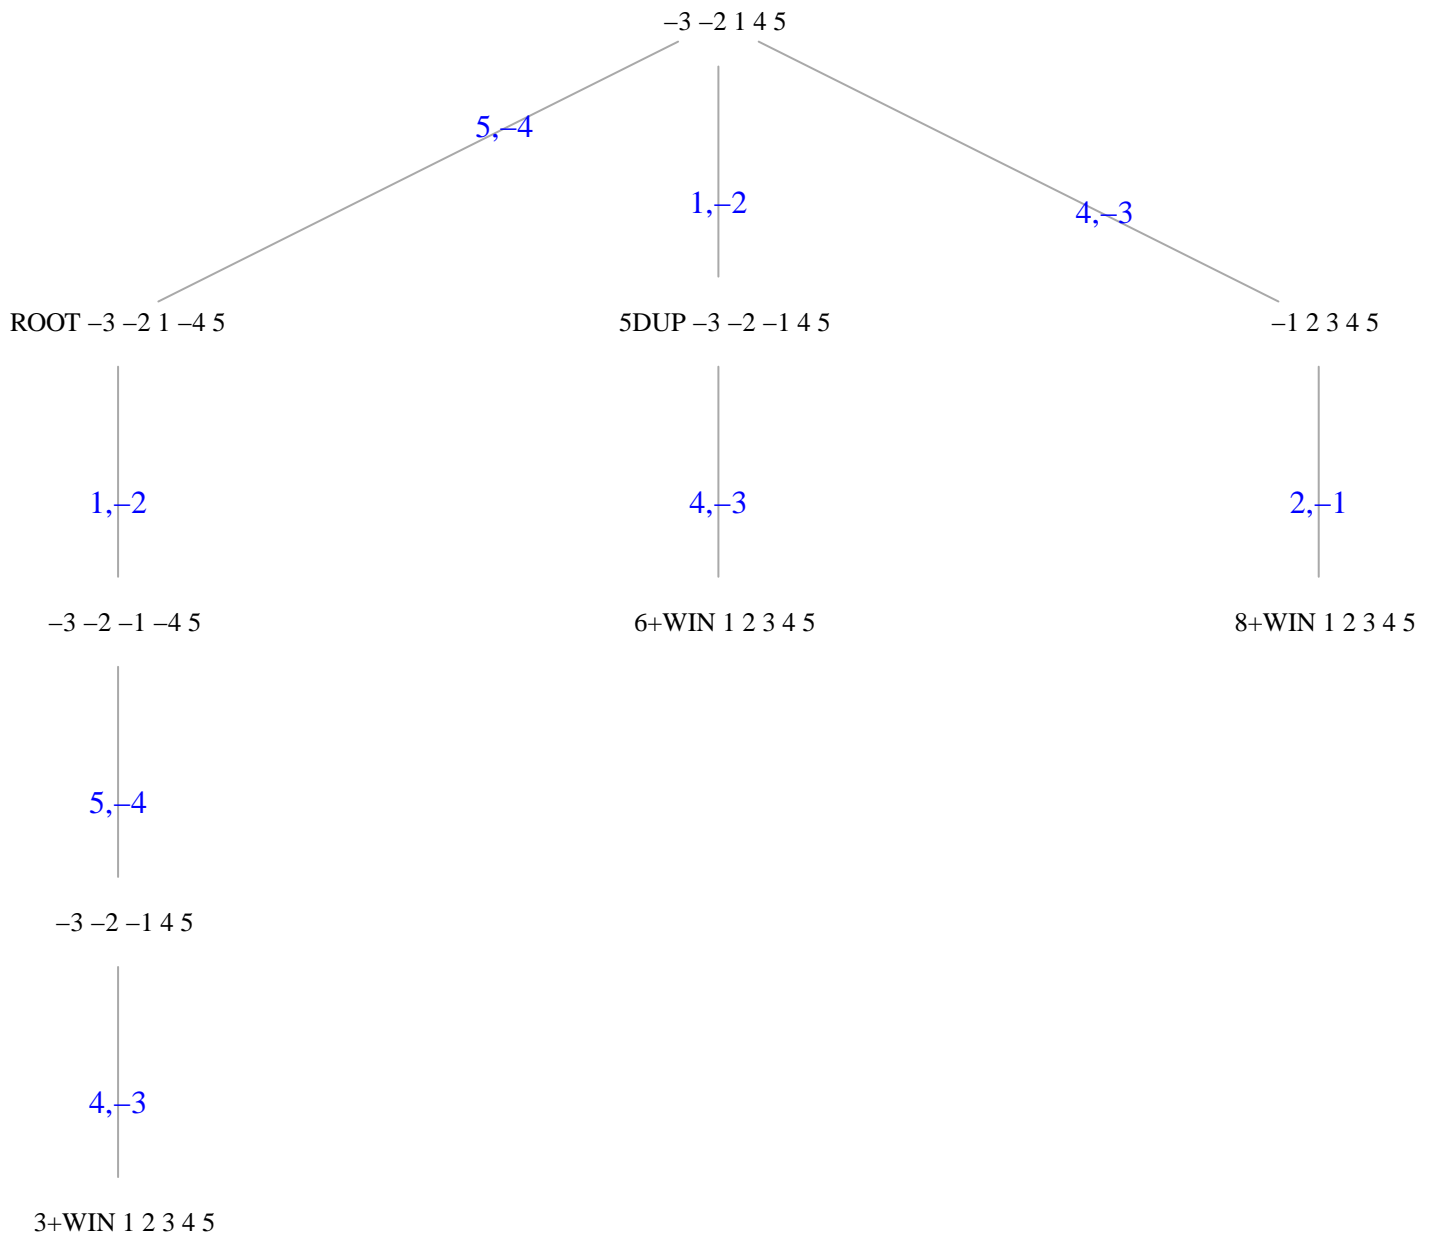 –3 –2 1 4 5
5,–4
1,–2
4,–3
ROOT –3 –2 1 –4 5
5DUP –3 –2 –1 4 5
–1 2 3 4 5
1,–2
4,–3
2,–1
–3 –2 –1 –4 5
6+WIN 1 2 3 4 5
8+WIN 1 2 3 4 5
5,–4
–3 –2 –1 4 5
4,–3
3+WIN 1 2 3 4 5